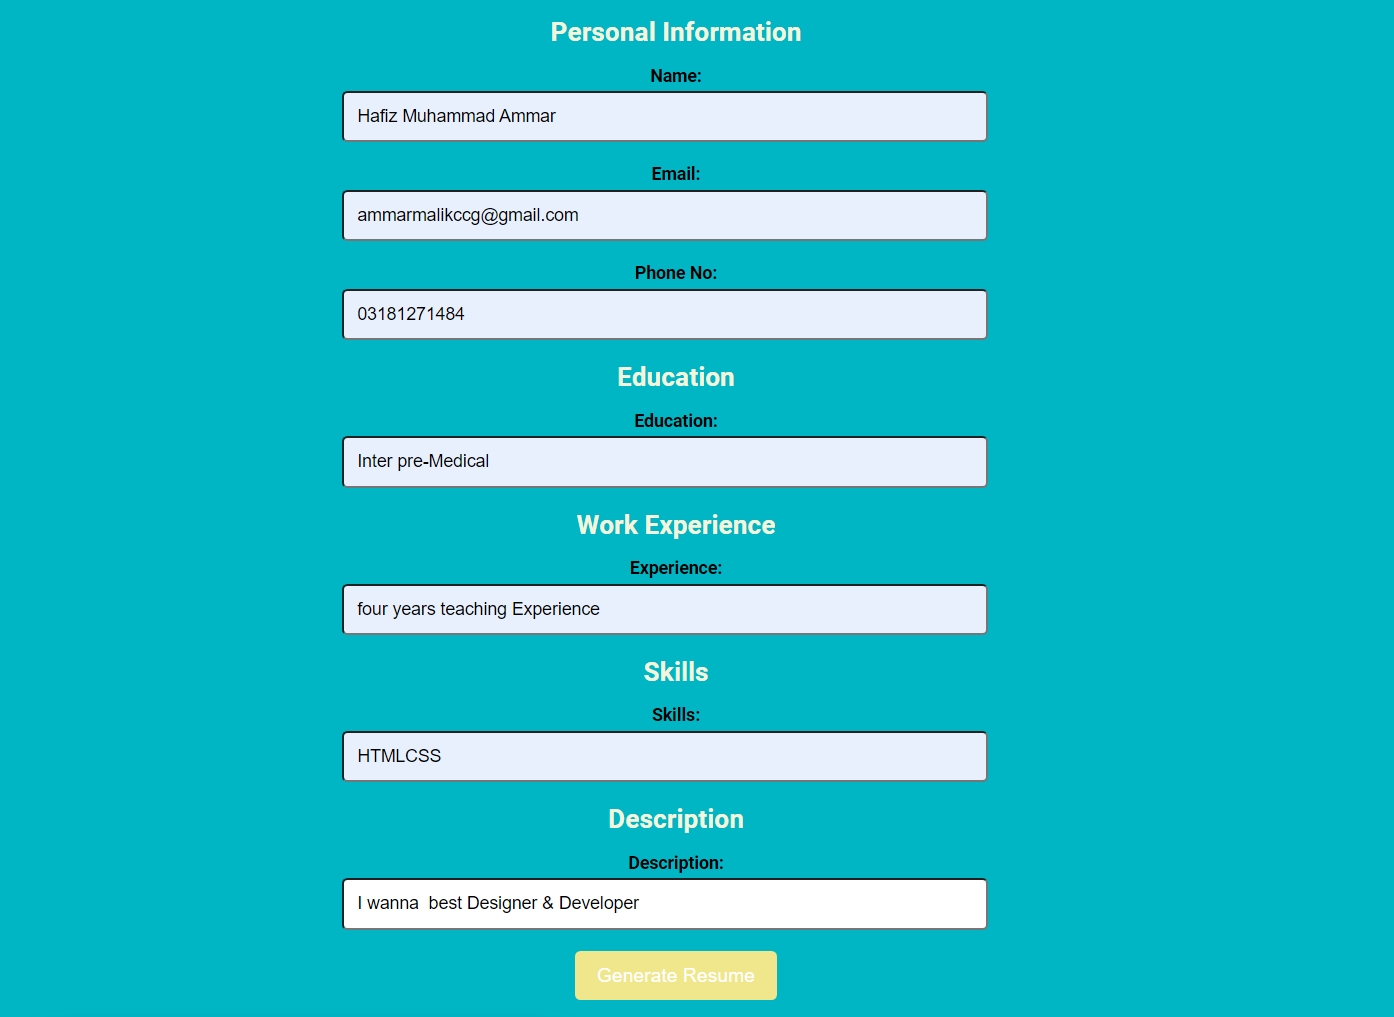 Personal Information
Name:
Hafiz Muhammad Ammar
Email:
ammarmalikccg@gmail.com
Phone No:
03181271484
Education
Education:
Inter pre-Medical
Work Experience
Experience:
four years teaching Experience
Skills
Skills:
HTMLCSS
Description
Description:
I wanna  best Designer & Developer
Generate Resume